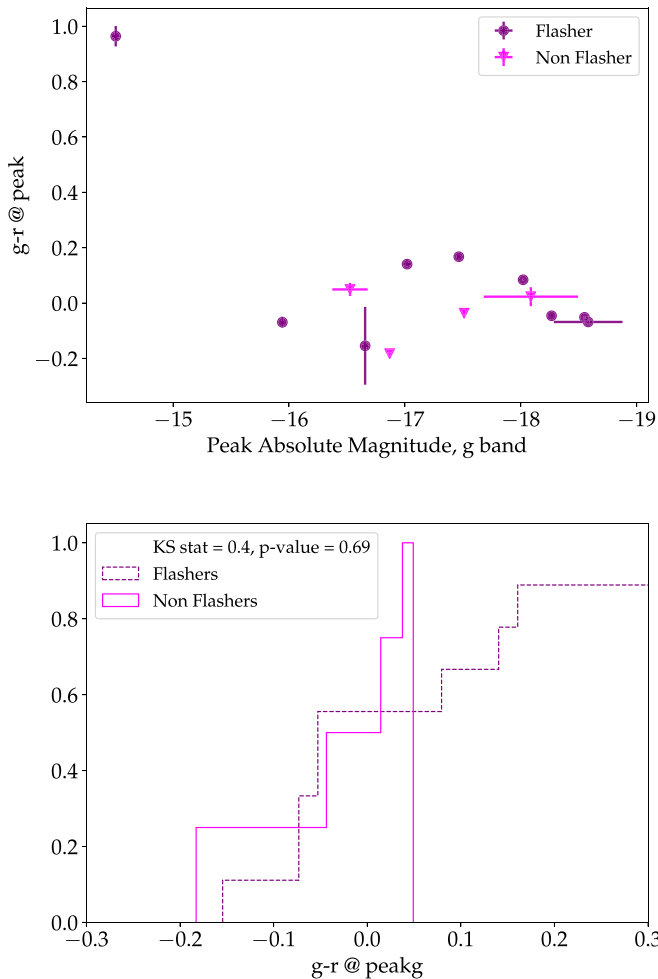 1.0
0.8
0.6
0.4
0.2
0.0
−0.2
g-r @ peak
Flasher
Non Flasher
−15 −16 −17 −18 −19
Peak Absolute Magnitude, g band
1.0
0.8
0.6
0.4
0.2
0.0
KS stat = 0.4, p-value = 0.69
Flashers
Non Flashers
−0.3 −0.2 −0.1 0.0 0.1 0.2 0.3
g-r @ peakg